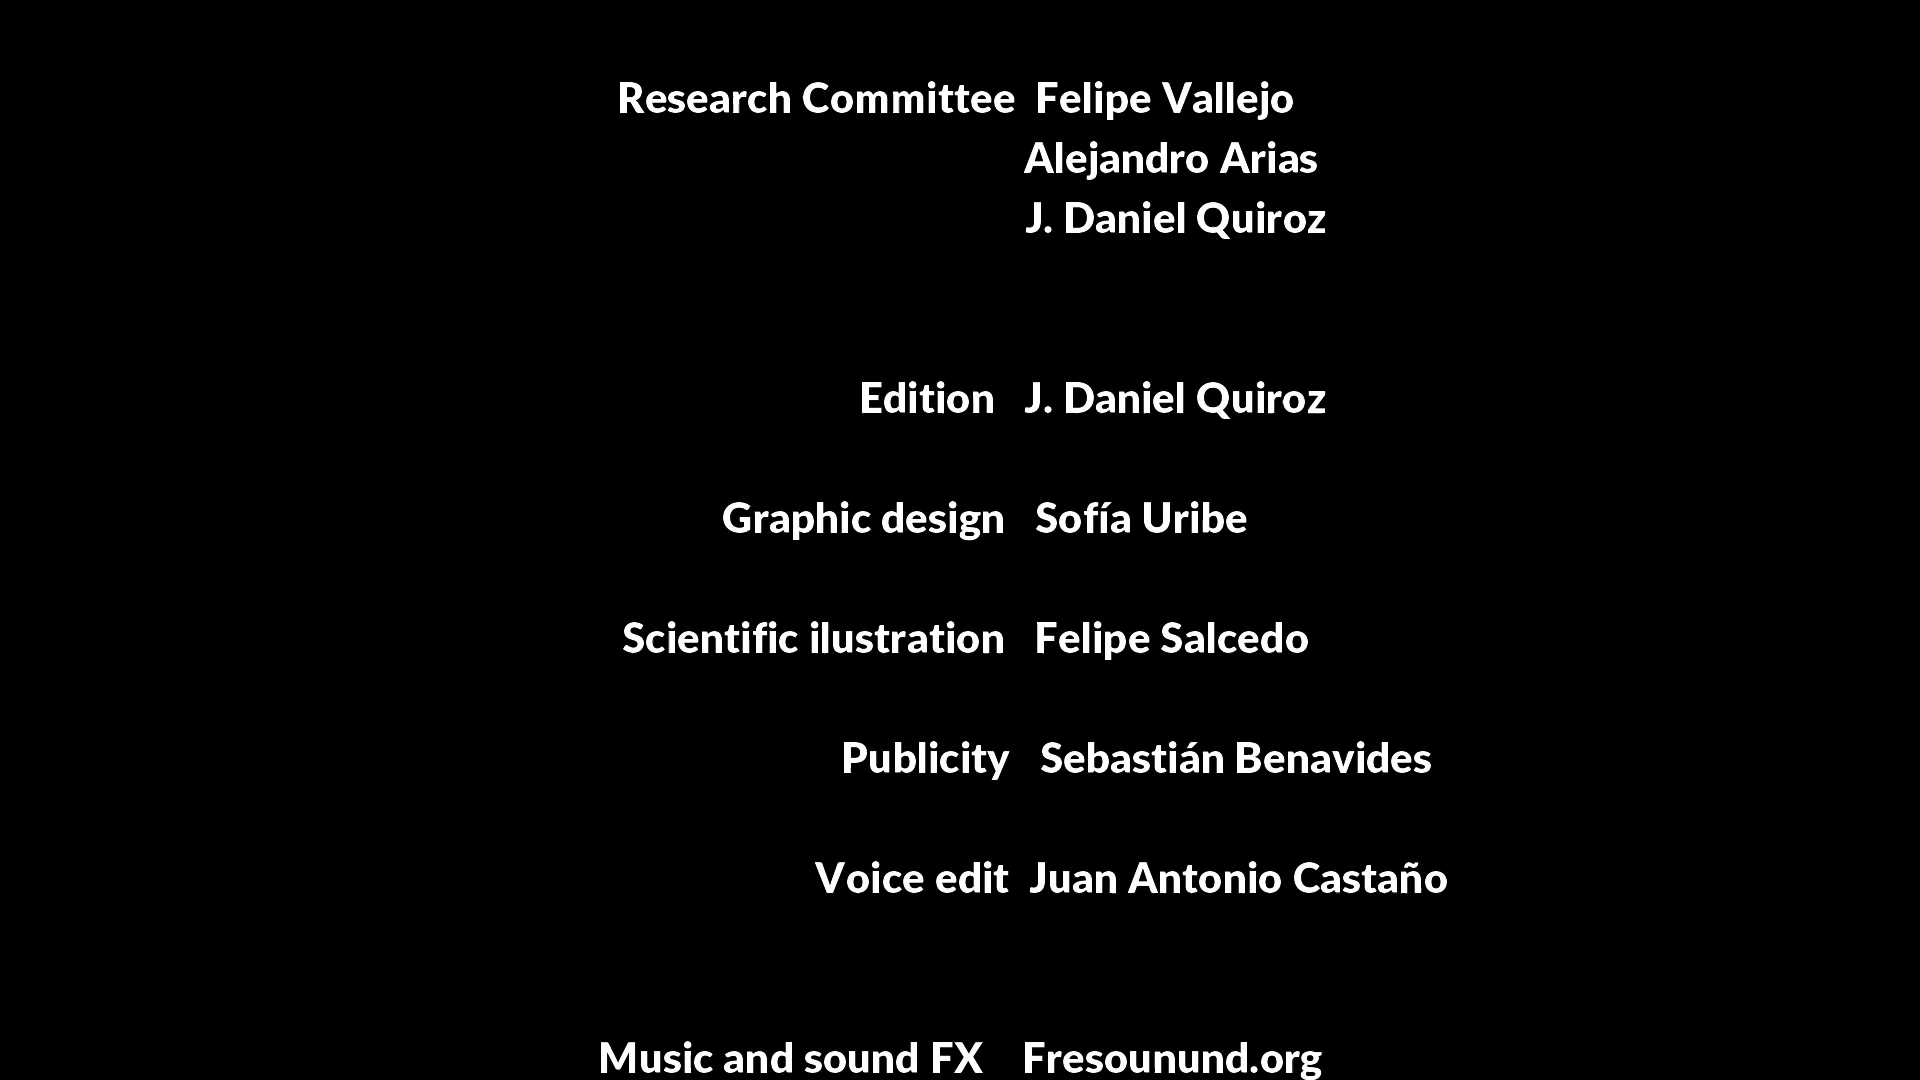 Research Committee Felipe Vallejo
Alejandro Arias
J. Daniel Quiroz
Edition J. Daniel Quiroz
Graphic design Sofía Uribe
Scientific ilustration Felipe Salcedo
Publicity Sebastián Benavides
Voice edit Juan Antonio Castaño
Music and sound FX Fresounund.org